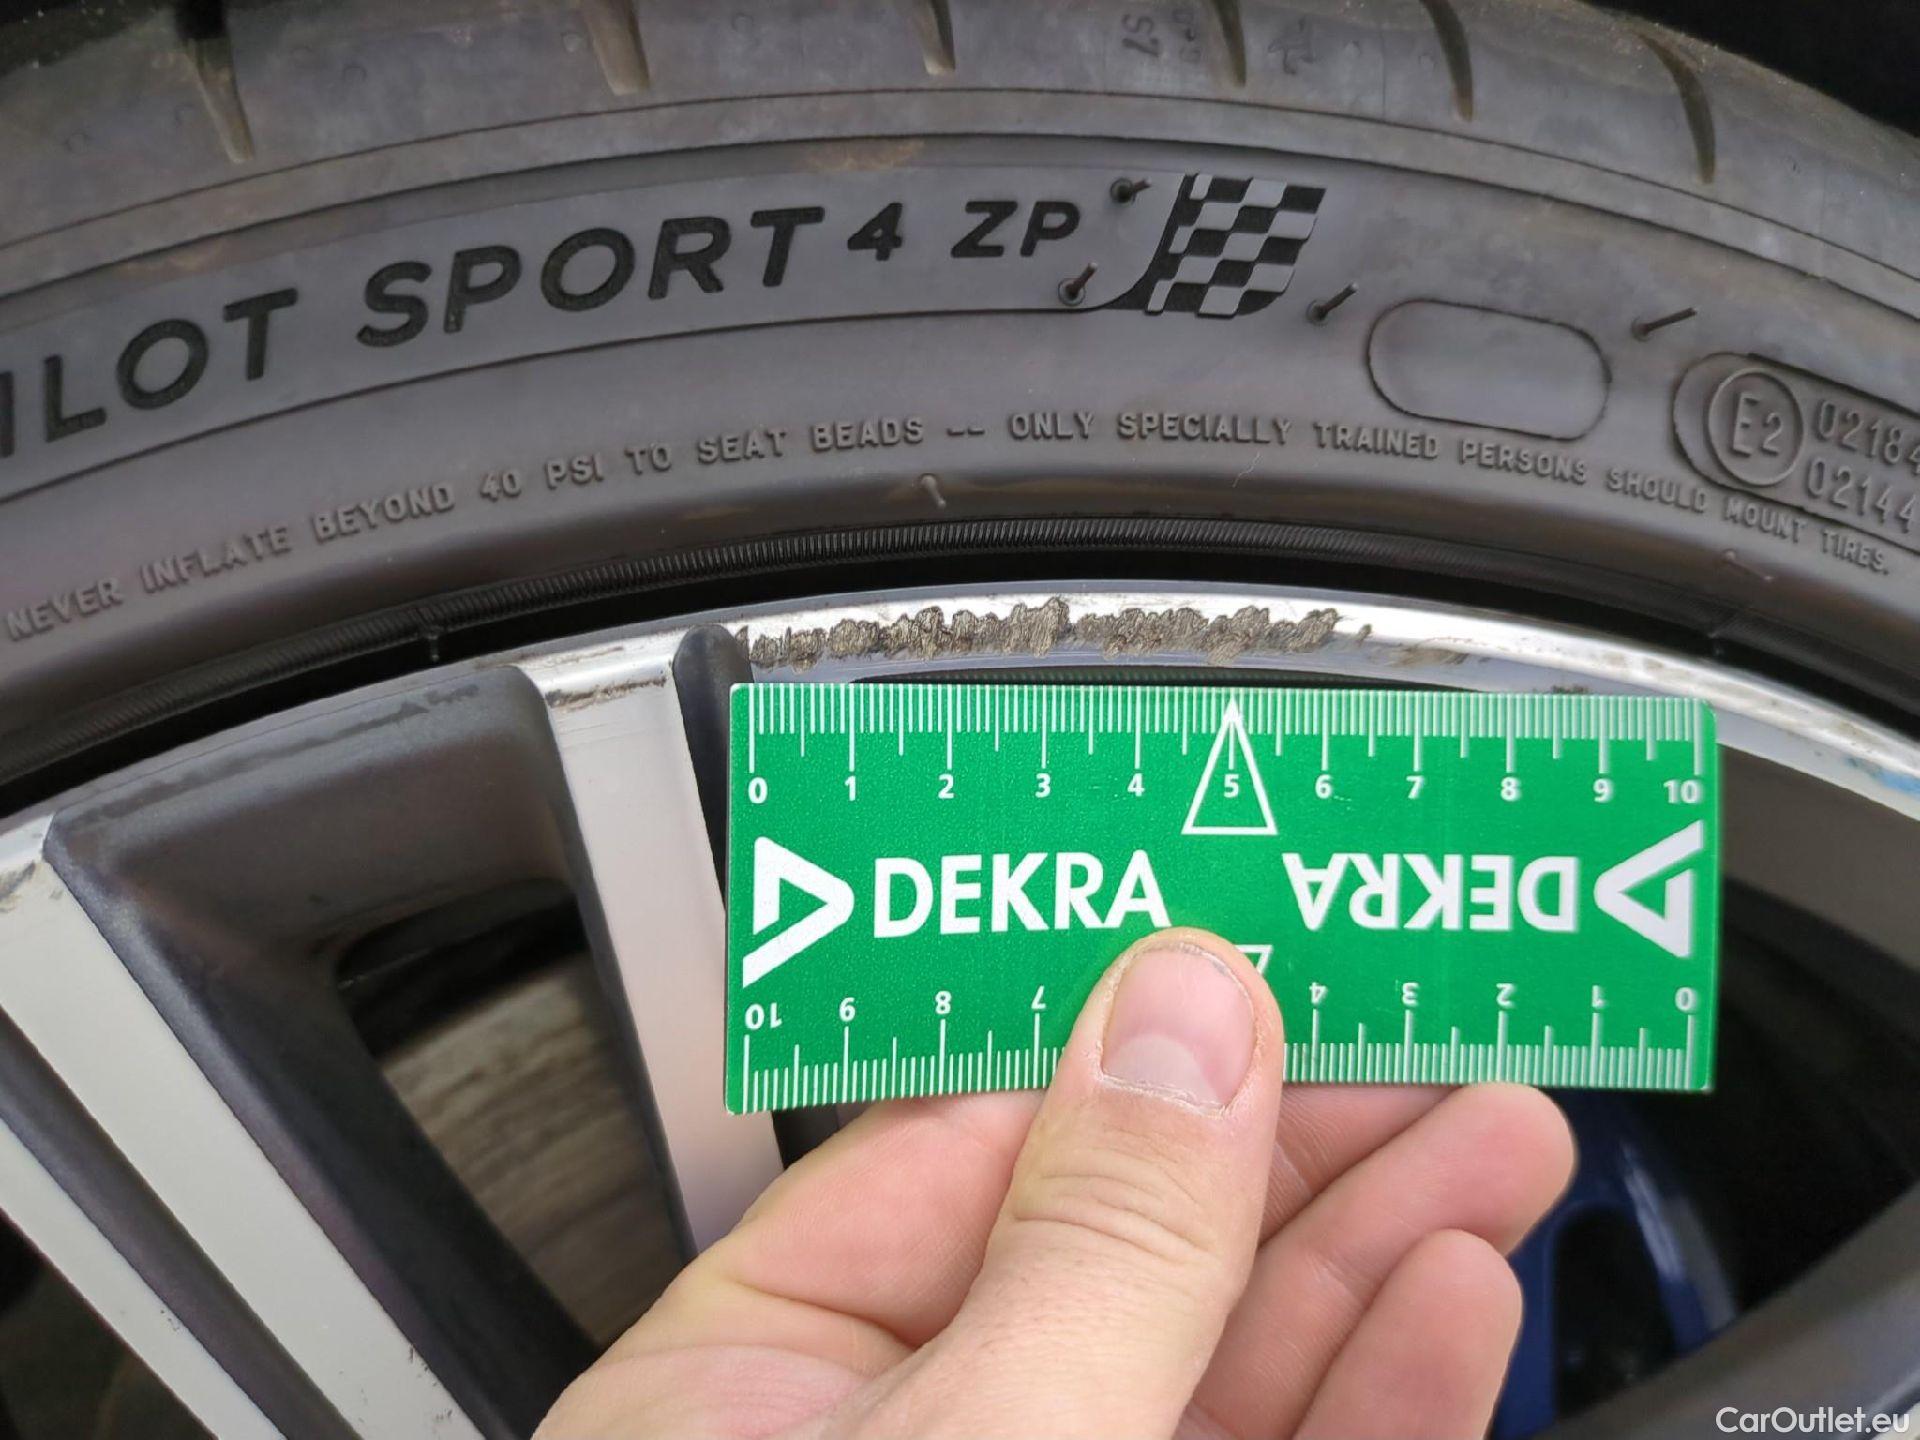 ILOT SPORT 4 ZP
NEVER INFLATE BEYOND 40 PSI TO SEAT BEADS -- ONLY SPECIALLY TRAINED PERSONS SHOULD MOUNT TIRES.
E2
02184
02144
0 1 2 3 4 5 6 7 8 9 10
DEKRA DEKRA
10 9 8 7 4 3 2 1 0
CarOutlet.eu